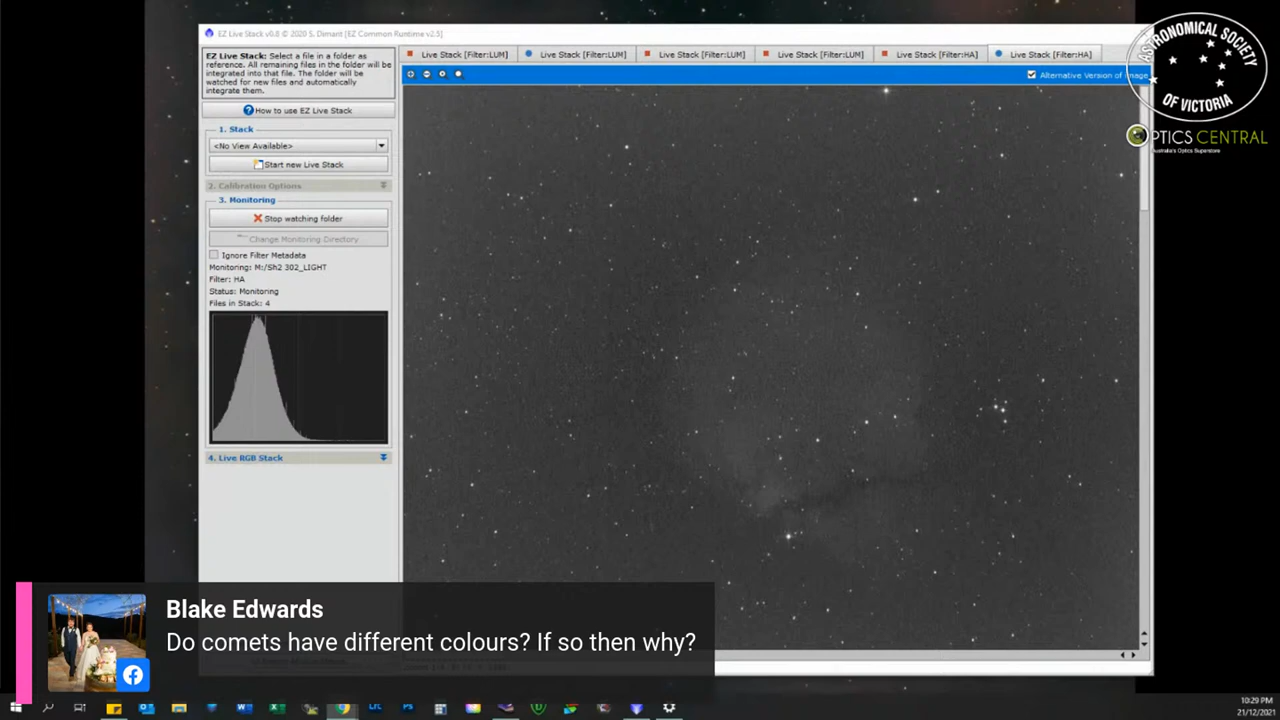 EZ Live Stack v0.8 © 2020 S. Dimant [EZ Common Runtime v2.5]
EZ Live Stack: Select a file in a folder as
reference. All remaining files in the folder will be
integrated into that file. The folder will be
watched for new files and automatically
integrate them.
How to use EZ Live Stack
1. Stack
<No View Available>
Start new Live Stack
2. Calibration Options
3. Monitoring
Stop watching folder
Change Monitoring Directory
Ignore Filter Metadata
Monitoring: M:/Sh2 302_LIGHT
Filter: HA
Status: Monitoring
Files in Stack: 4
4. Live RGB Stack
Live Stack [Filter:LUM]
Live Stack [Filter:LUM]
Live Stack [Filter:LUM]
Live Stack [Filter:LUM]
Live Stack [Filter:HA]
Live Stack [Filter:HA]
Alternative Version of Image
ASTRONOMICAL SOCIETY
OF VICTORIA
OPTICS CENTRAL
Australia's Optics Superstore
Blake Edwards
Do comets have different colours? If so then why?
10:29 PM
21/12/2021